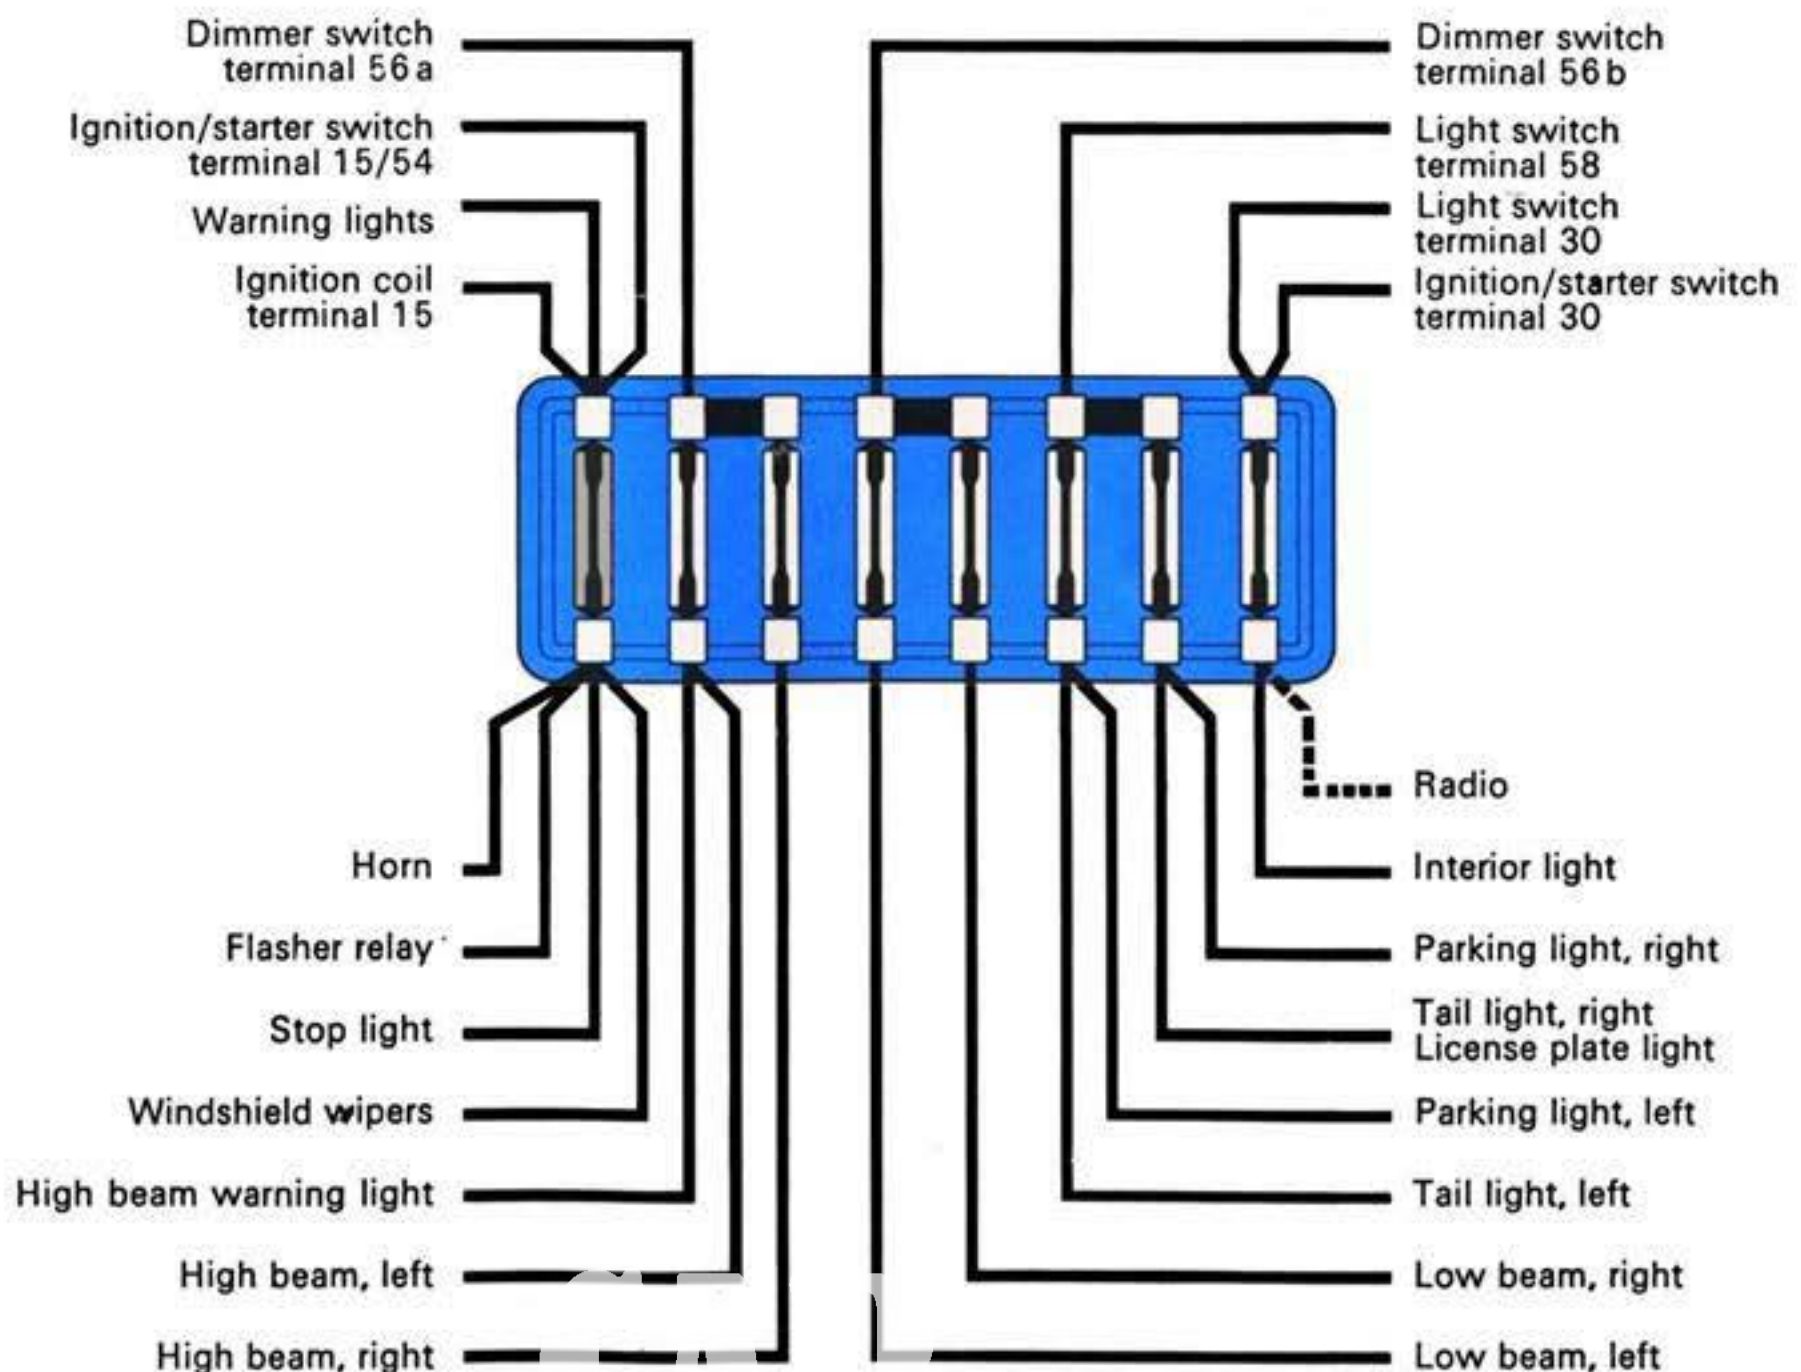 Dimmer switch
terminal 56a
Ignition/starter switch
terminal 15/54
Warning lights
Ignition coil
terminal 15
Dimmer switch
terminal 56b
Light switch
terminal 58
Light switch
terminal 30
Ignition/starter switch
terminal 30
Horn
Flasher relay
Stop light
Windshield wipers
High beam warning light
High beam, left
High beam, right
Radio
Interior light
Parking light, right
Tail light, right
License plate light
Parking light, left
Tail light, left
Low beam, right
Low beam, left